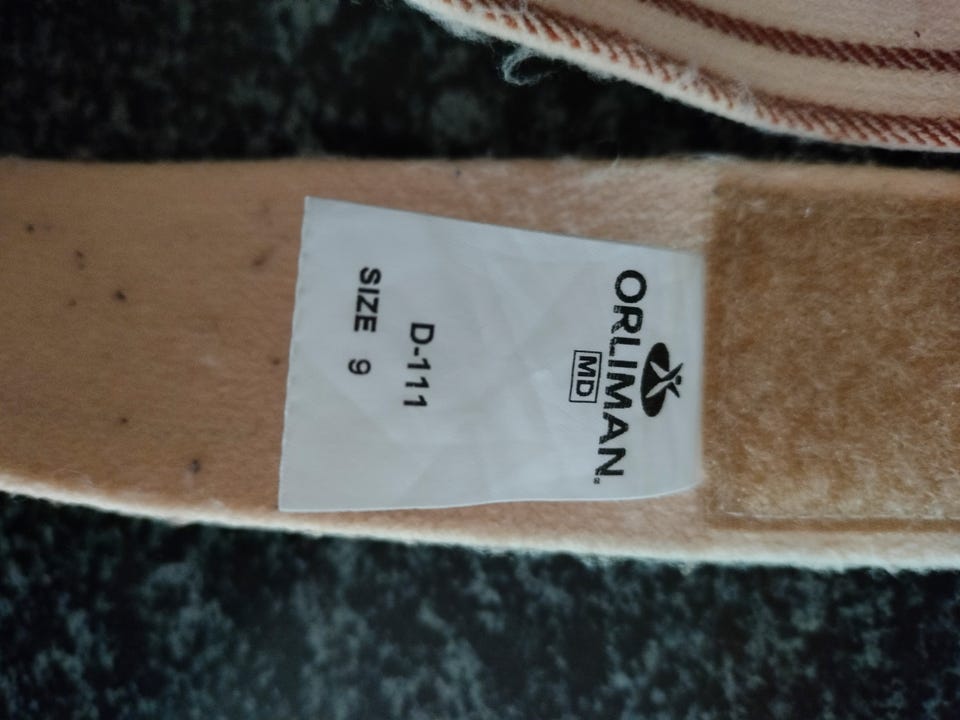 ORLIMAN®
MD
D-111
SIZE 9